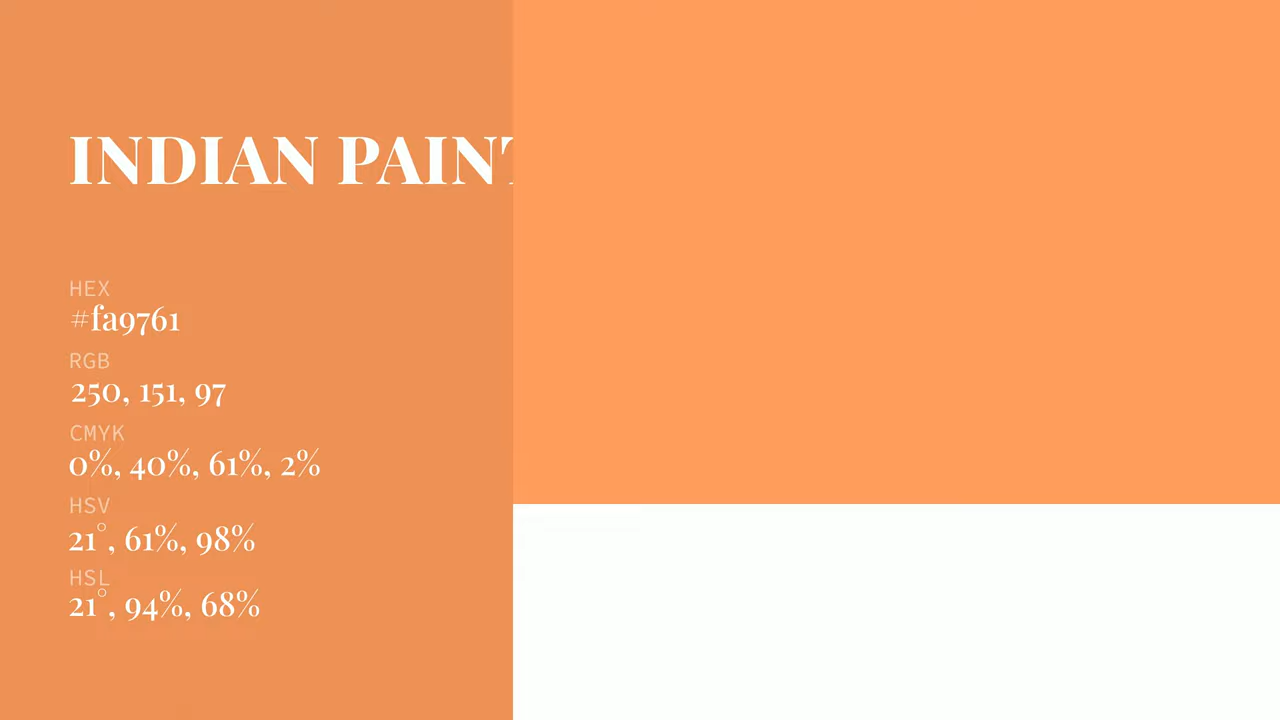 INDIAN PAINT
HEX
#fa9761
RGB
250, 151, 97
CMYK
0%, 40%, 61%, 2%
HSV
21°, 61%, 98%
HSL
21°, 94%, 68%